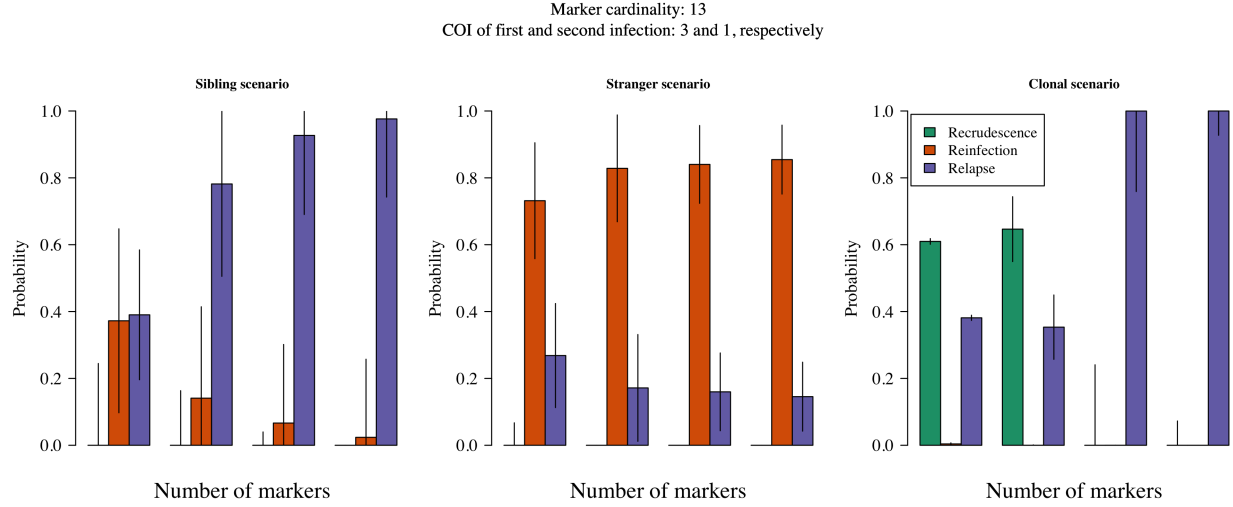 Marker cardinality: 13
COI of first and second infection: 3 and 1, respectively
Sibling scenario
Probability
1.0
0.8
0.6
0.4
0.2
0.0
Number of markers
Stranger scenario
Probability
1.0
0.8
0.6
0.4
0.2
0.0
Number of markers
Clonal scenario
Probability
1.0
0.8
0.6
0.4
0.2
0.0
Recrudescence
Reinfection
Relapse
Number of markers